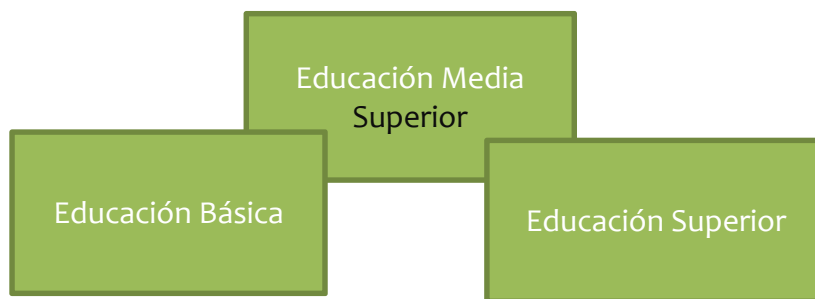 Educación Media
Superior
Educación Básica
Educación Superior